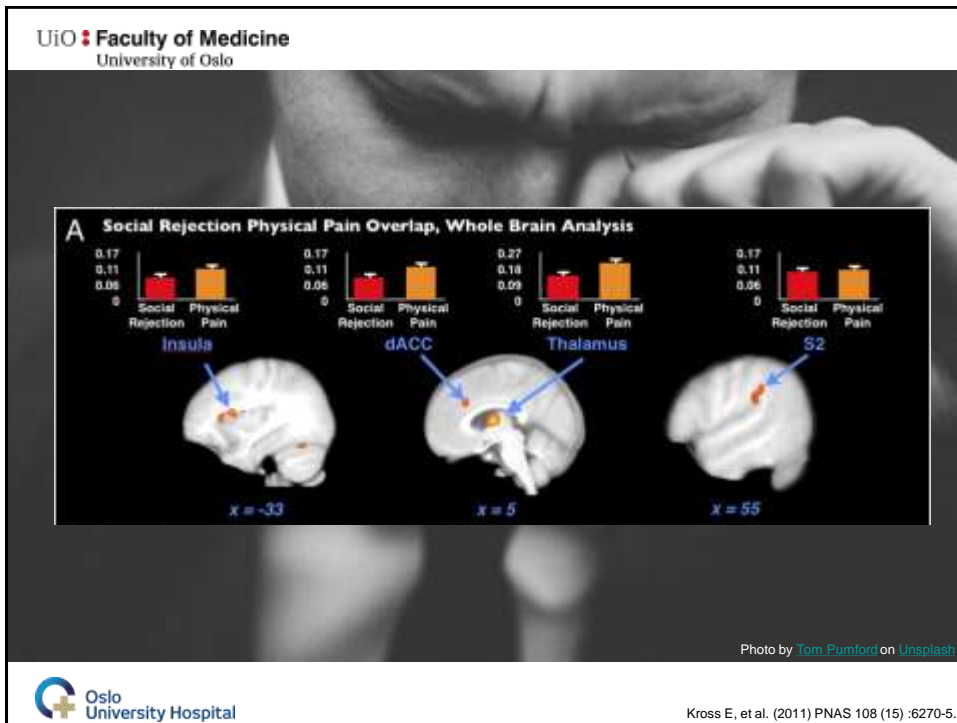 UiO Faculty of Medicine
University of Oslo
A Social Rejection Physical Pain Overlap, Whole Brain Analysis
0.17
0.11
0.06
0
Social Rejection
Physical Pain
Insula
0.17
0.11
0.06
0
Social Rejection
Physical Pain
dACC
0.27
0.18
0.09
0
Social Rejection
Physical Pain
Thalamus
0.17
0.11
0.06
0
Social Rejection
Physical Pain
S2
x = -33
x = 5
x = 55
Photo by Tom Pumford on Unsplash
Oslo
University Hospital
Kross E, et al. (2011) PNAS 108 (15) :6270-5.